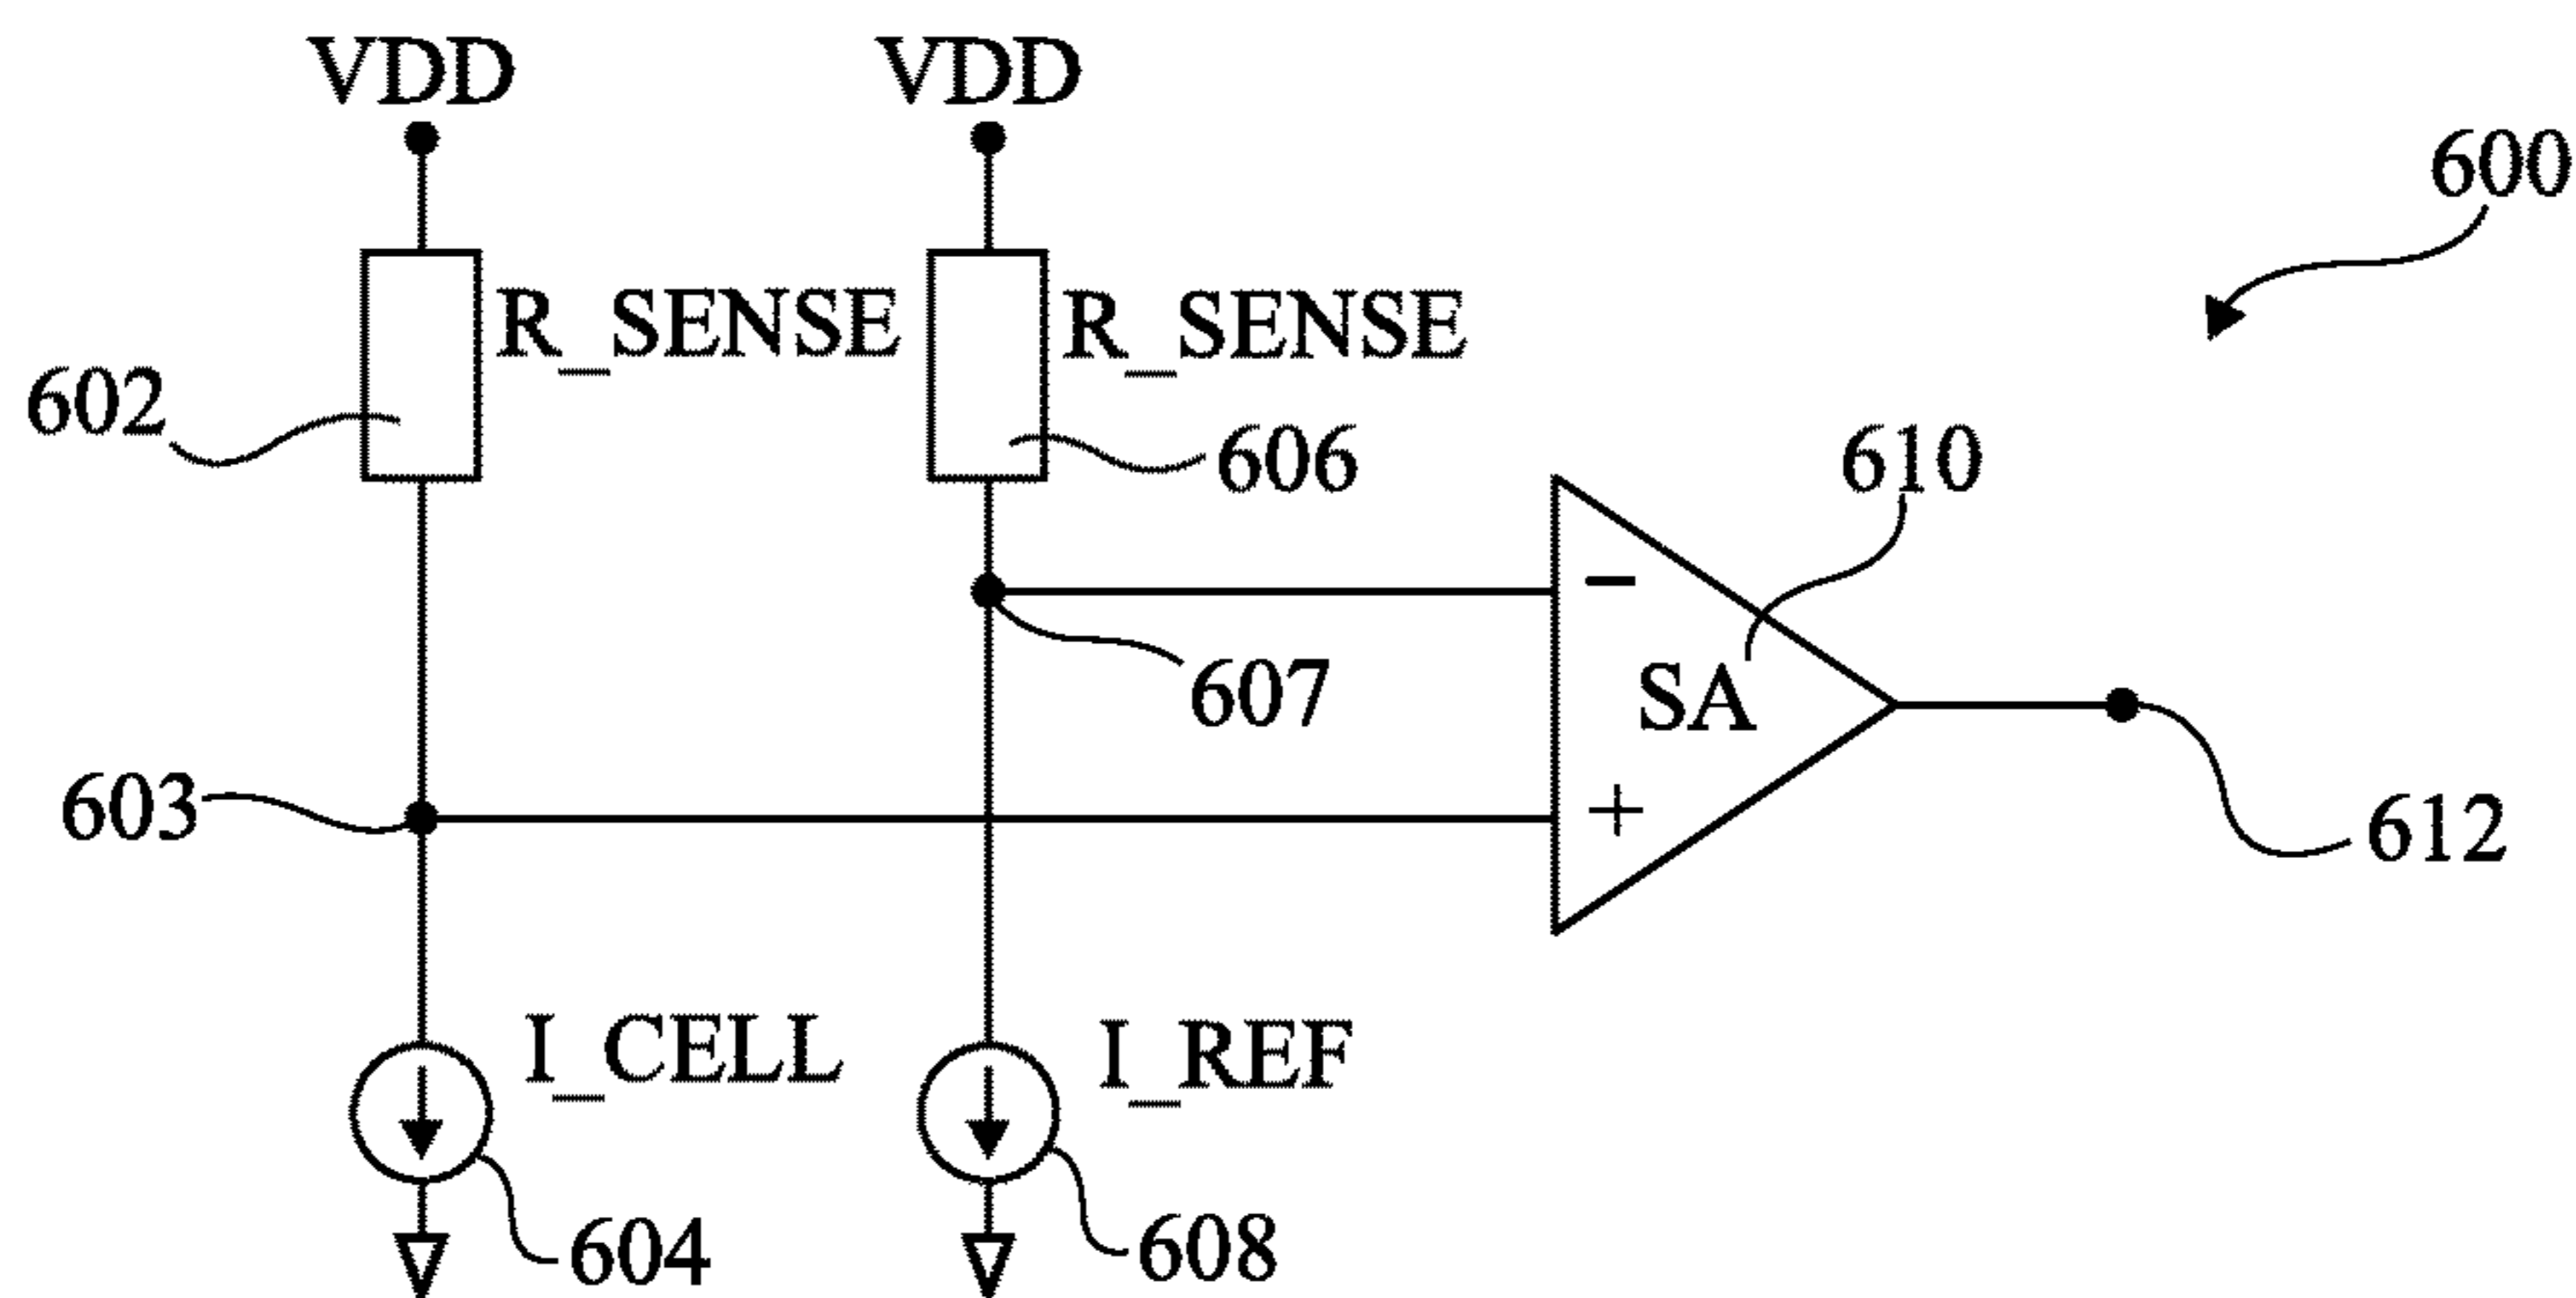 VDD
VDD
600
R_SENSE
R_SENSE
602
606
610
−
607
SA
603
+
612
I_CELL
I_REF
604
608